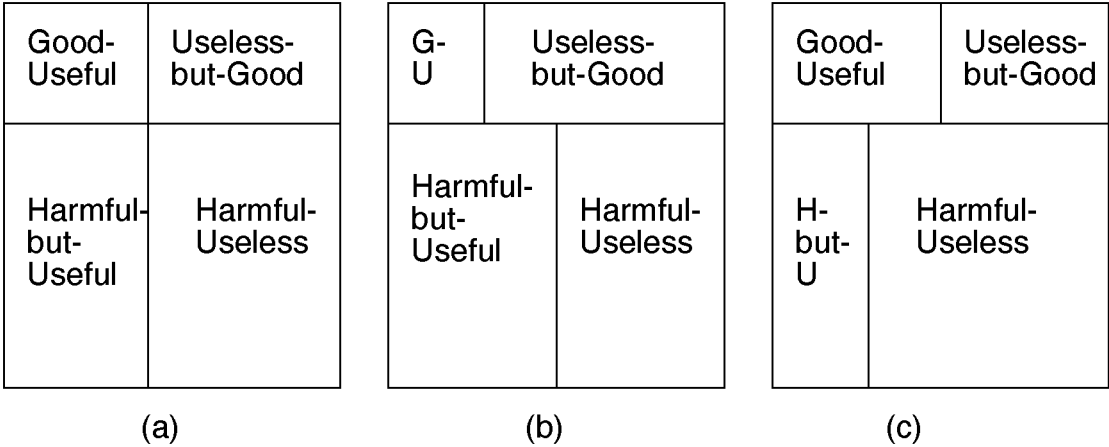 Good-
Useful
Useless-
but-Good
Harmful-
but-
Useful
Harmful-
Useless
(a)
G-
U
Useless-
but-Good
Harmful-
but-
Useful
Harmful-
Useless
(b)
Good-
Useful
Useless-
but-Good
H-
but-
U
Harmful-
Useless
(c)